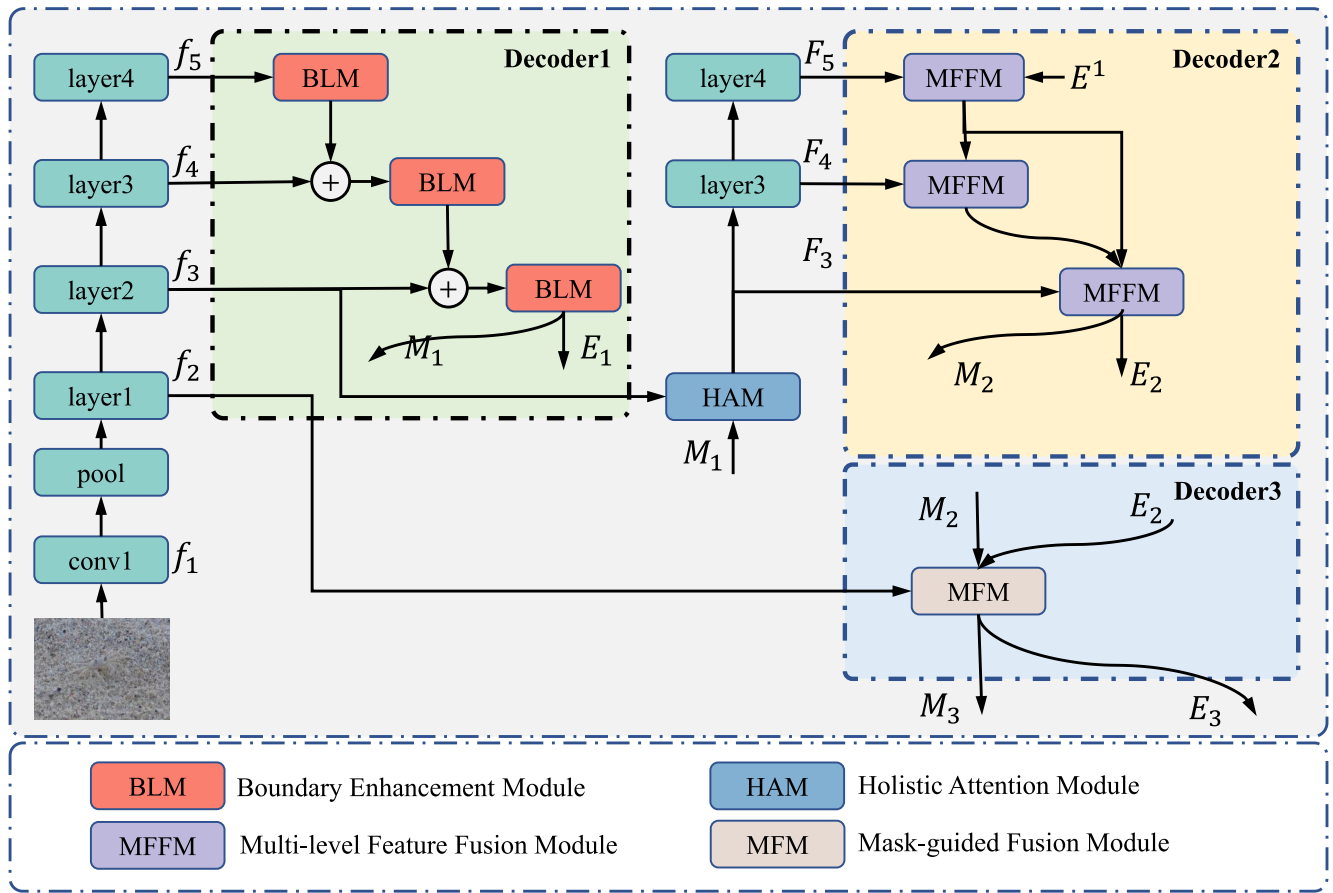 Decoder1
Decoder2
layer4
f₅
BLM
layer4
F₅
MFFM
E¹
layer3
f₄
+
BLM
layer3
F₄
MFFM
layer2
f₃
+
BLM
F₃
MFFM
M₁
E₁
M₂
E₂
layer1
f₂
HAM
M₁
pool
Decoder3
M₂
E₂
conv1
f₁
MFM
M₃
E₃
BLM
Boundary Enhancement Module
HAM
Holistic Attention Module
MFFM
Multi-level Feature Fusion Module
MFM
Mask-guided Fusion Module